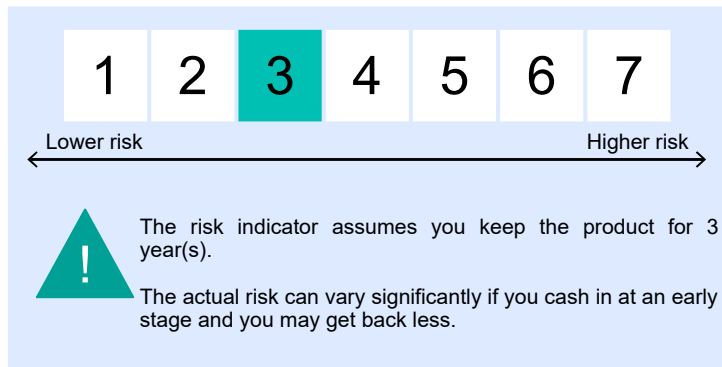 1 2 3 4 5 6 7
Lower risk Higher risk
!
The risk indicator assumes you keep the product for 3
year(s).
The actual risk can vary significantly if you cash in at an early
stage and you may get back less.